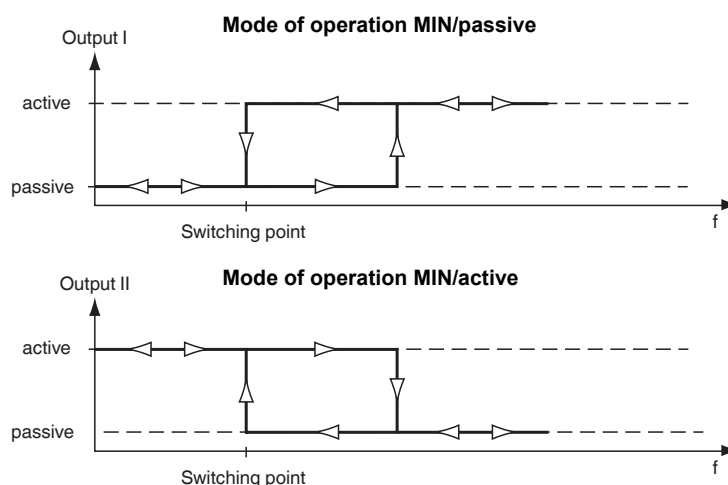 Mode of operation MIN/passive
Output I
active
passive
Switching point
f
Mode of operation MIN/active
Output II
active
passive
Switching point
f